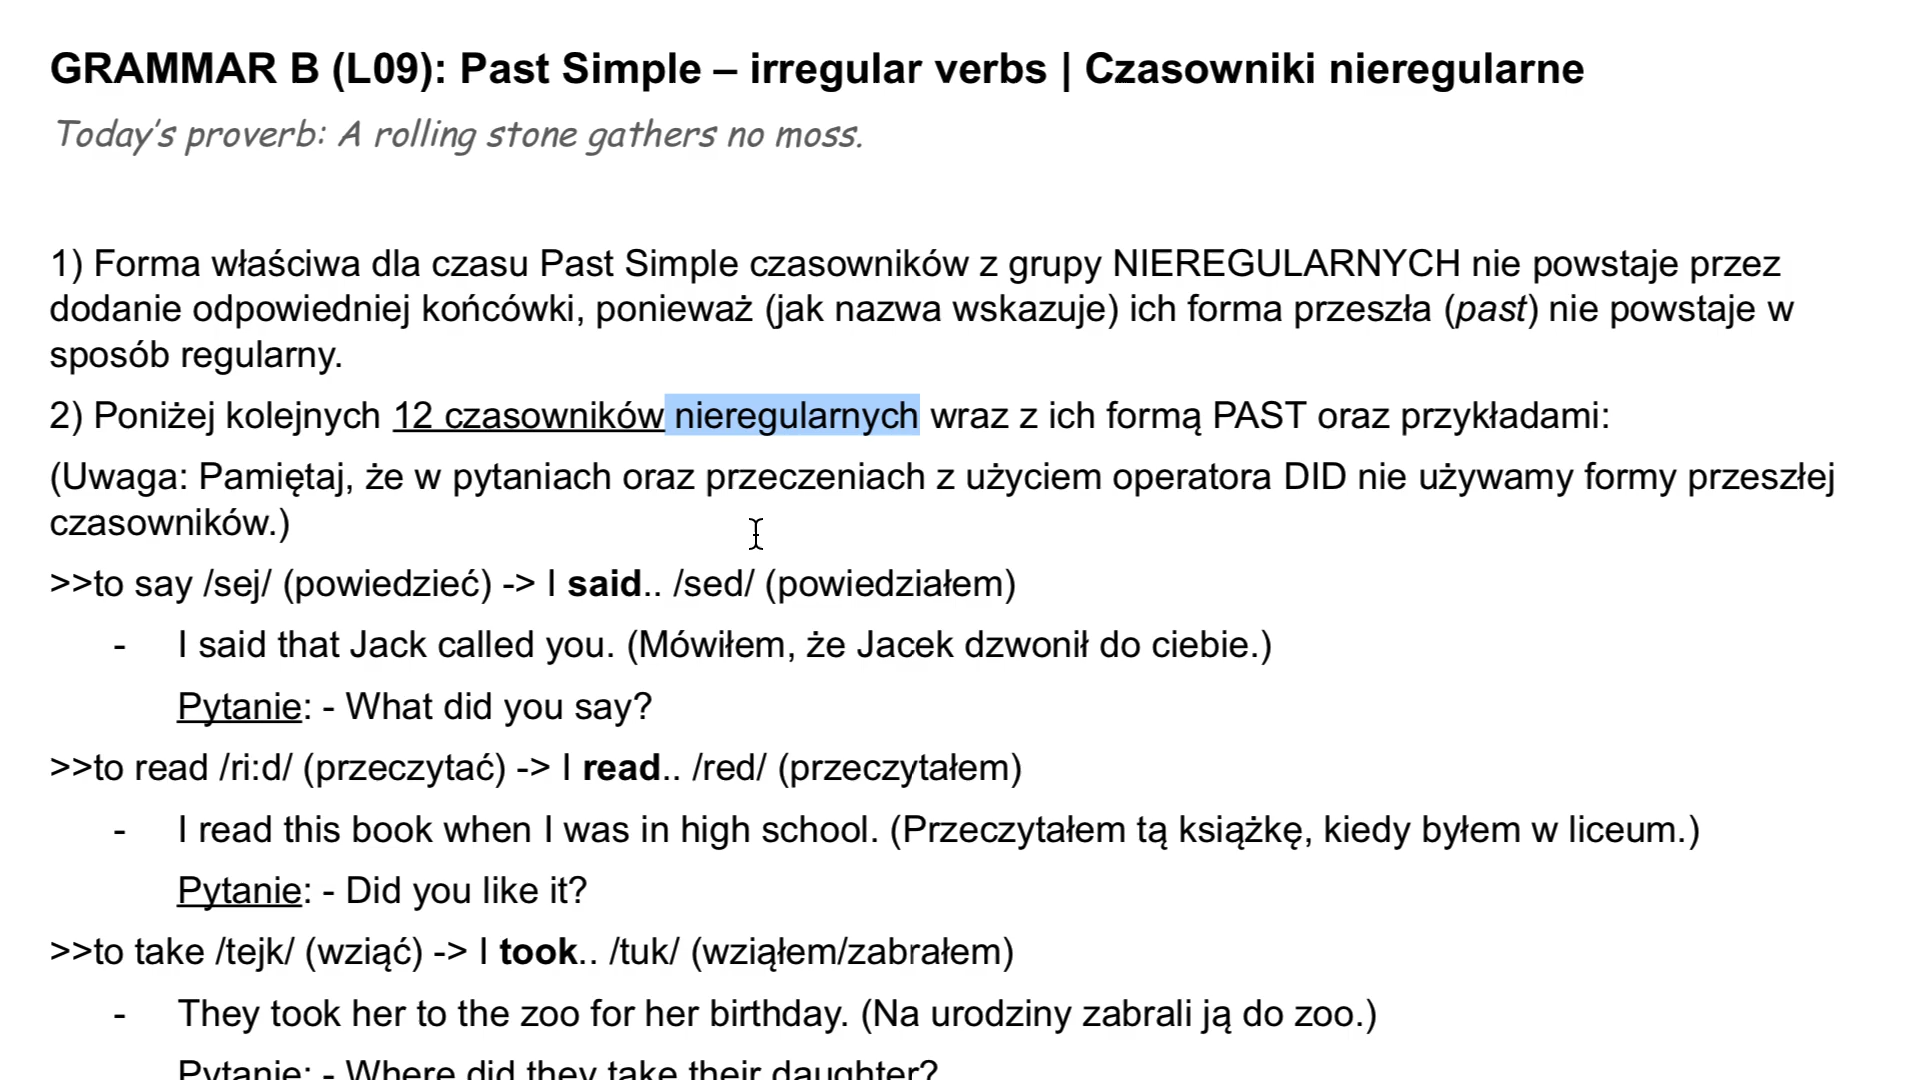 GRAMMAR B (L09): Past Simple – irregular verbs | Czasowniki nieregularne
Today's proverb: A rolling stone gathers no moss.
1) Forma właściwa dla czasu Past Simple czasowników z grupy NIEREGULARNYCH nie powstaje przez
dodanie odpowiedniej końcówki, ponieważ (jak nazwa wskazuje) ich forma przeszła (past) nie powstaje w
sposób regularny.
2) Poniżej kolejnych 12 czasowników nieregularnych wraz z ich formą PAST oraz przykładami:
(Uwaga: Pamiętaj, że w pytaniach oraz przeczeniach z użyciem operatora DID nie używamy formy przeszłej
czasowników.)
>>to say /sej/ (powiedzieć) -> I said.. /sed/ (powiedziałem)
- I said that Jack called you. (Mówiłem, że Jacek dzwonił do ciebie.)
Pytanie: - What did you say?
>>to read /ri:d/ (przeczytać) -> I read.. /red/ (przeczytałem)
- I read this book when I was in high school. (Przeczytałem tą książkę, kiedy byłem w liceum.)
Pytanie: - Did you like it?
>>to take /tejk/ (wziąć) -> I took.. /tuk/ (wziąłem/zabrałem)
- They took her to the zoo for her birthday. (Na urodziny zabrali ją do zoo.)
Pytanie: - Where did they take their daughter?